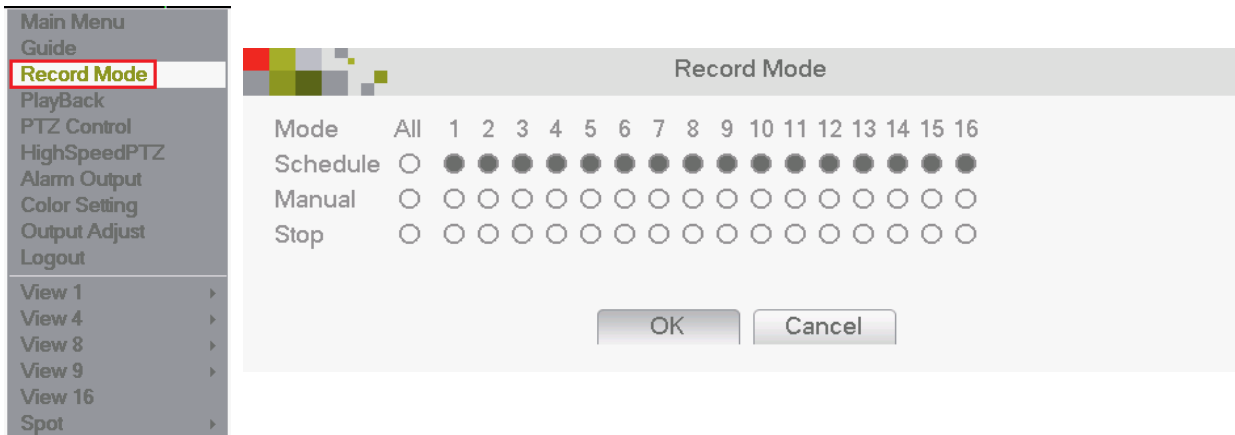 Main Menu
Guide
Record Mode
PlayBack
PTZ Control
HighSpeedPTZ
Alarm Output
Color Setting
Output Adjust
Logout
View 1
View 4
View 8
View 9
View 16
Spot
Record Mode
Mode All 1 2 3 4 5 6 7 8 9 10 11 12 13 14 15 16
Schedule
Manual
Stop
OK Cancel